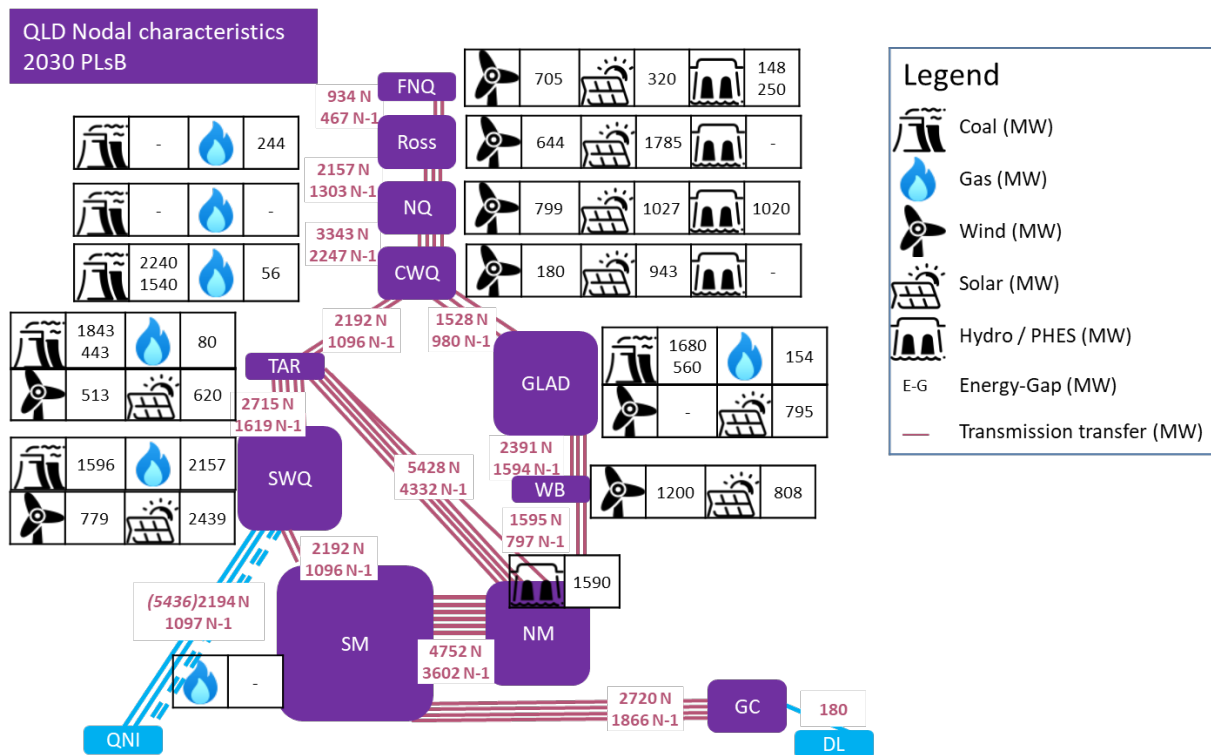 QLD Nodal characteristics
2030 PLsB
FNQ
934 N
467 N-1
705
320
148
250
Ross
-
244
644
1785
-
2157 N
1303 N-1
NQ
-
-
799
1027
1020
3343 N
2247 N-1
CWQ
2240
1540
56
180
943
-
2192 N
1096 N-1
1528 N
980 N-1
1843
443
80
513
620
TAR
GLAD
1680
560
154
-
795
2715 N
1619 N-1
SWQ
1596
2157
779
2439
5428 N
4332 N-1
2391 N
1594 N-1
WB
1200
808
1595 N
797 N-1
2192 N
1096 N-1
1590
NM
(5436)2194 N
1097 N-1
SM
-
4752 N
3602 N-1
2720 N
1866 N-1
GC
180
QNI
DL
Legend
Coal (MW)
Gas (MW)
Wind (MW)
Solar (MW)
Hydro / PHES (MW)
E-G Energy-Gap (MW)
Transmission transfer (MW)